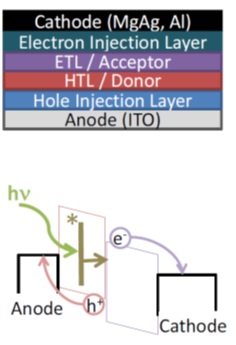 Cathode (MgAg, Al)
Electron Injection Layer
ETL / Acceptor
HTL / Donor
Hole Injection Layer
Anode (ITO)
hν
*
e⁻
h⁺
Anode
Cathode